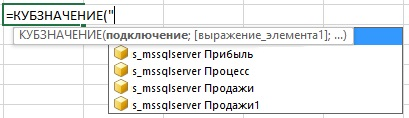 =КУБЗНАЧЕНИЕ("
КУБЗНАЧЕНИЕ(подключение; [выражение_элемента1]; ...)
s_mssqlserver Прибыль
s_mssqlserver Процесс
s_mssqlserver Продажи
s_mssqlserver Продажи1